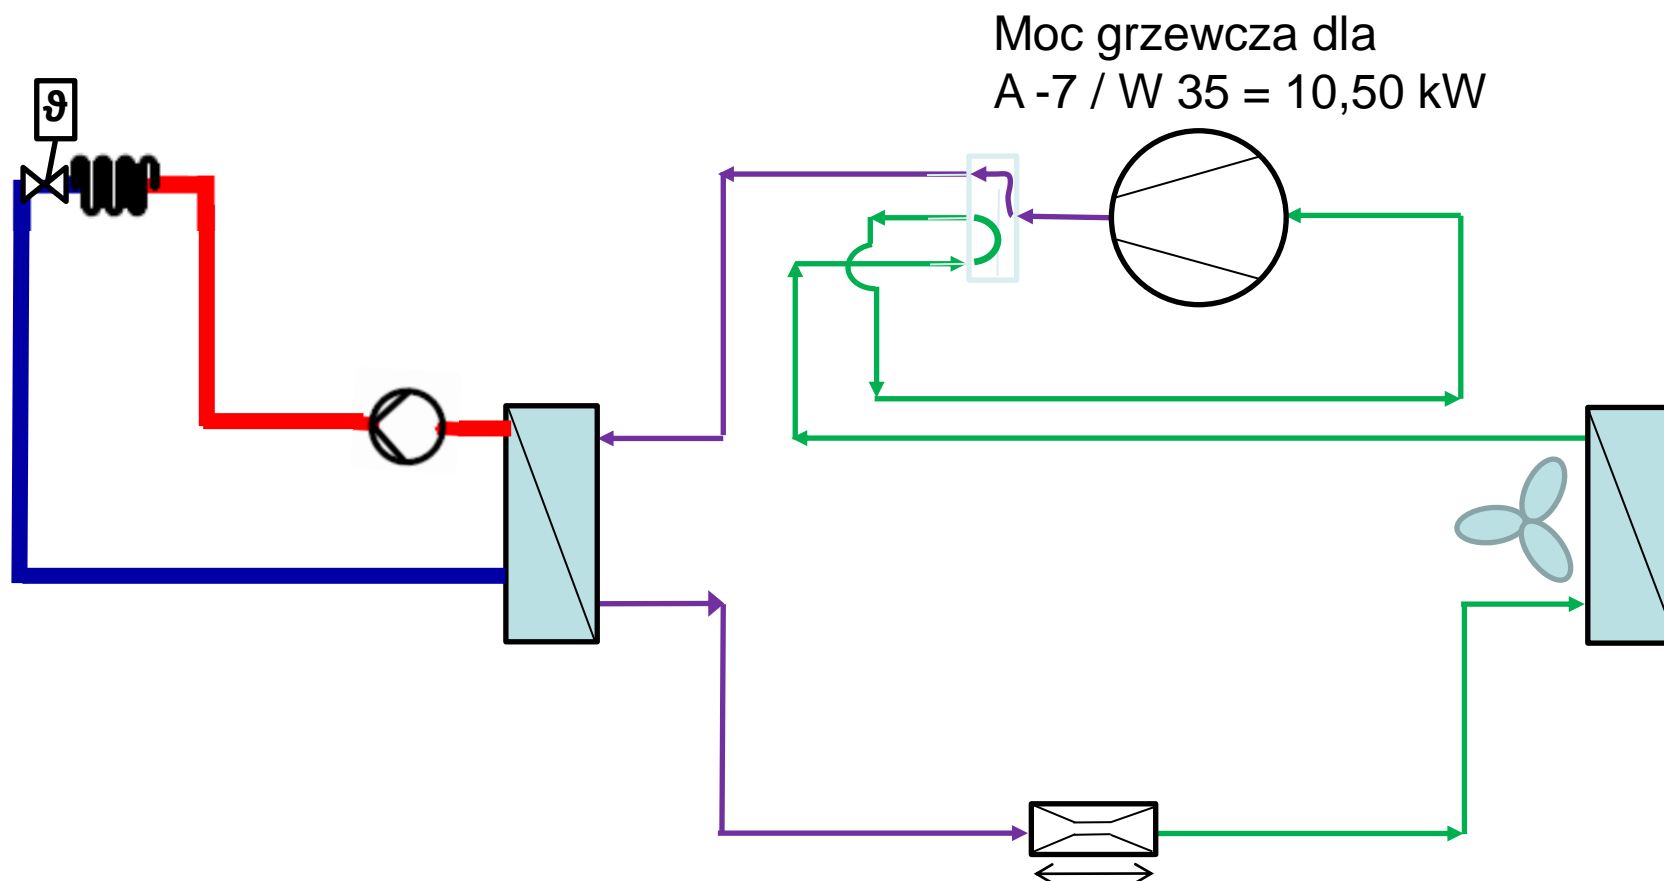 Moc grzewcza dla
A -7 / W 35 = 10,50 kW
ϑ